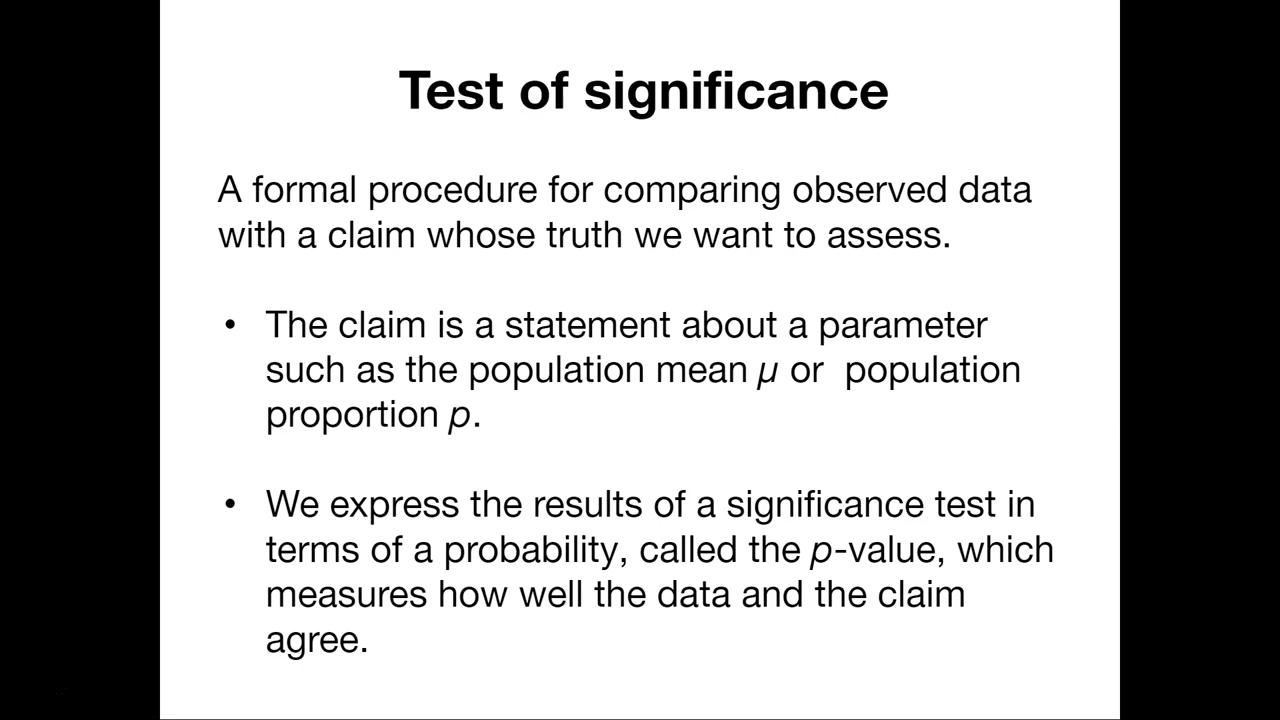 Test of significance
A formal procedure for comparing observed data
with a claim whose truth we want to assess.
• The claim is a statement about a parameter
such as the population mean µ or  population
proportion p.
• We express the results of a significance test in
terms of a probability, called the p-value, which
measures how well the data and the claim
agree.